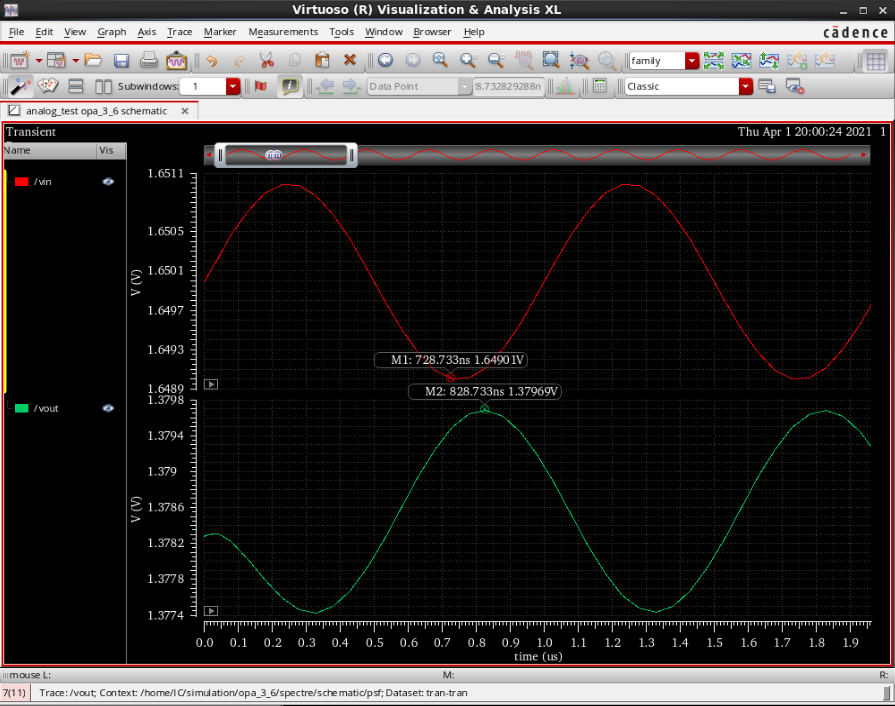 Virtuoso (R) Visualization & Analysis XL
File Edit View Graph Axis Trace Marker Measurements Tools Window Browser Help
cādence
family
Subwindows: 1
Data Point
8.732829288n
Classic
analog_test opa_3_6 schematic
Transient
Thu Apr 1 20:00:24 2021 1
Name Vis
/vin
1.6511
1.6505
1.6501
1.6497
1.6493
1.6489
V (V)
M1: 728.733ns 1.64901V
M2: 828.733ns 1.37969V
/vout
1.3798
1.3794
1.379
1.3786
1.3782
1.3778
1.3774
V (V)
0.0 0.1 0.2 0.3 0.4 0.5 0.6 0.7 0.8 0.9 1.0 1.1 1.2 1.3 1.4 1.5 1.6 1.7 1.8 1.9
time (us)
mouse L: M: R:
7(11) Trace: /vout; Context: /home/IC/simulation/opa_3_6/spectre/schematic/psf; Dataset: tran-tran